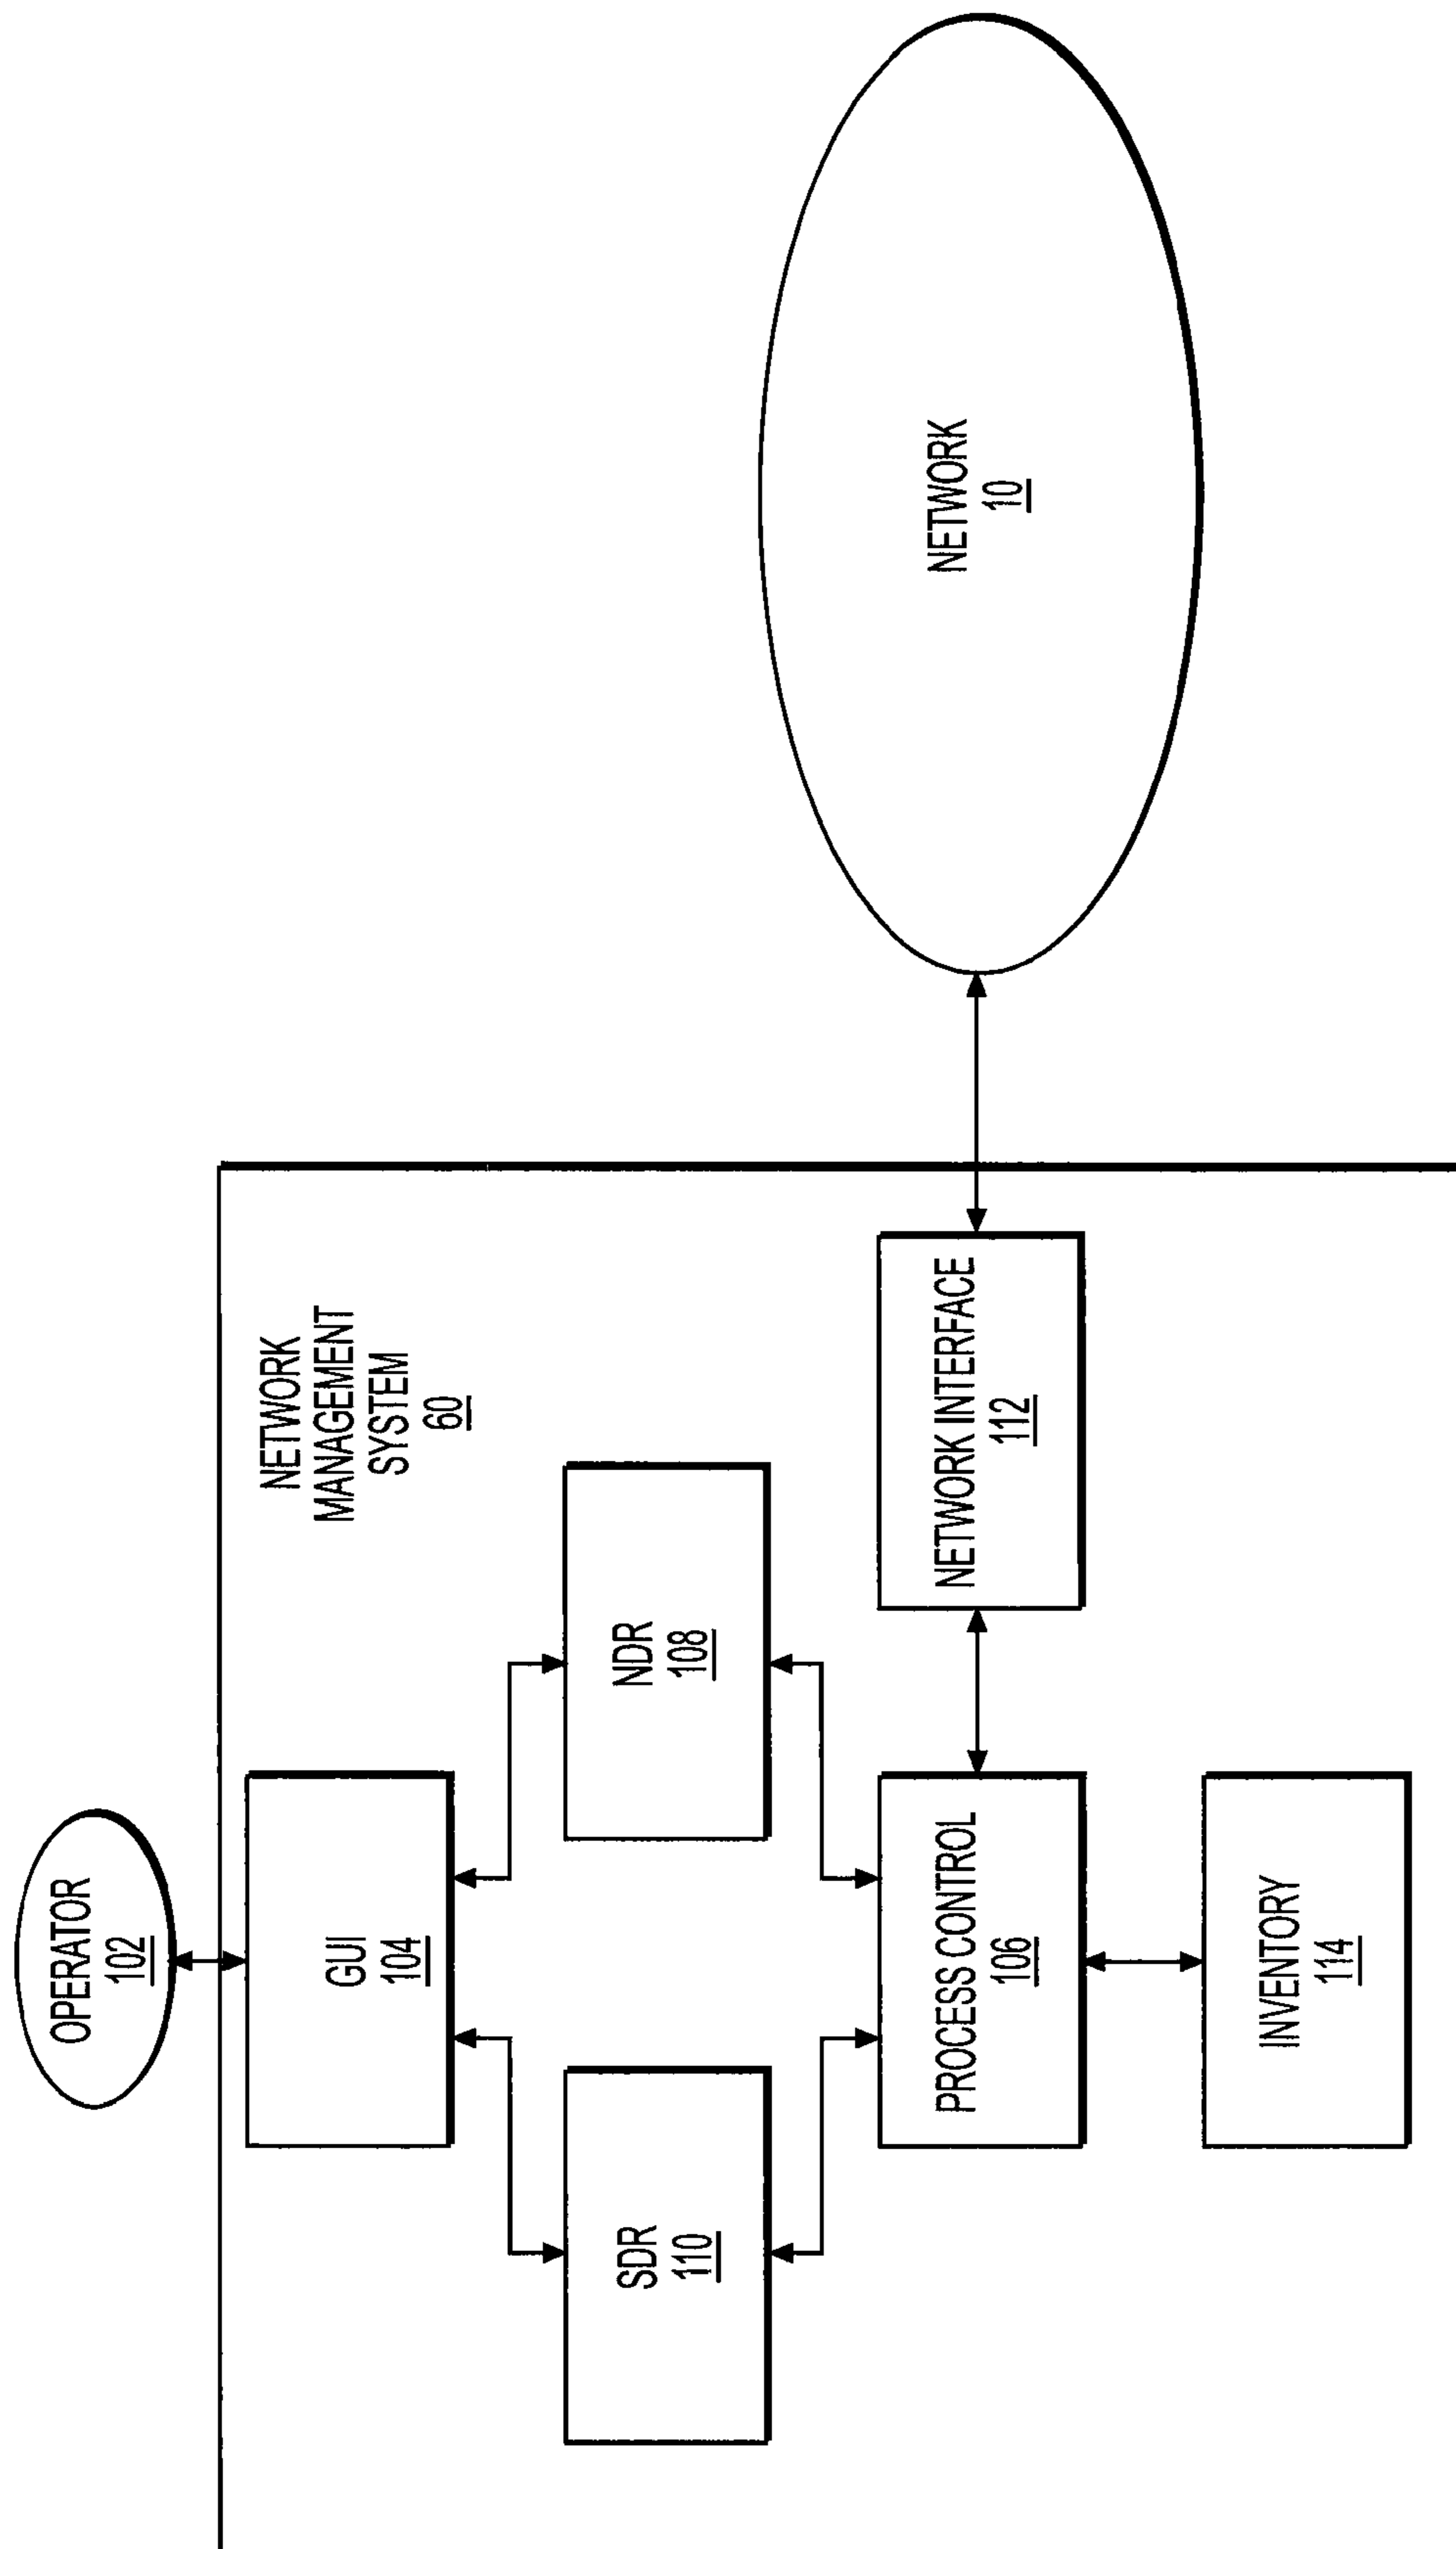 OPERATOR
102
GUI
104
NETWORK
MANAGEMENT
SYSTEM
60
SDR
110
NDR
108
PROCESS CONTROL
106
NETWORK INTERFACE
112
NETWORK
10
INVENTORY
114